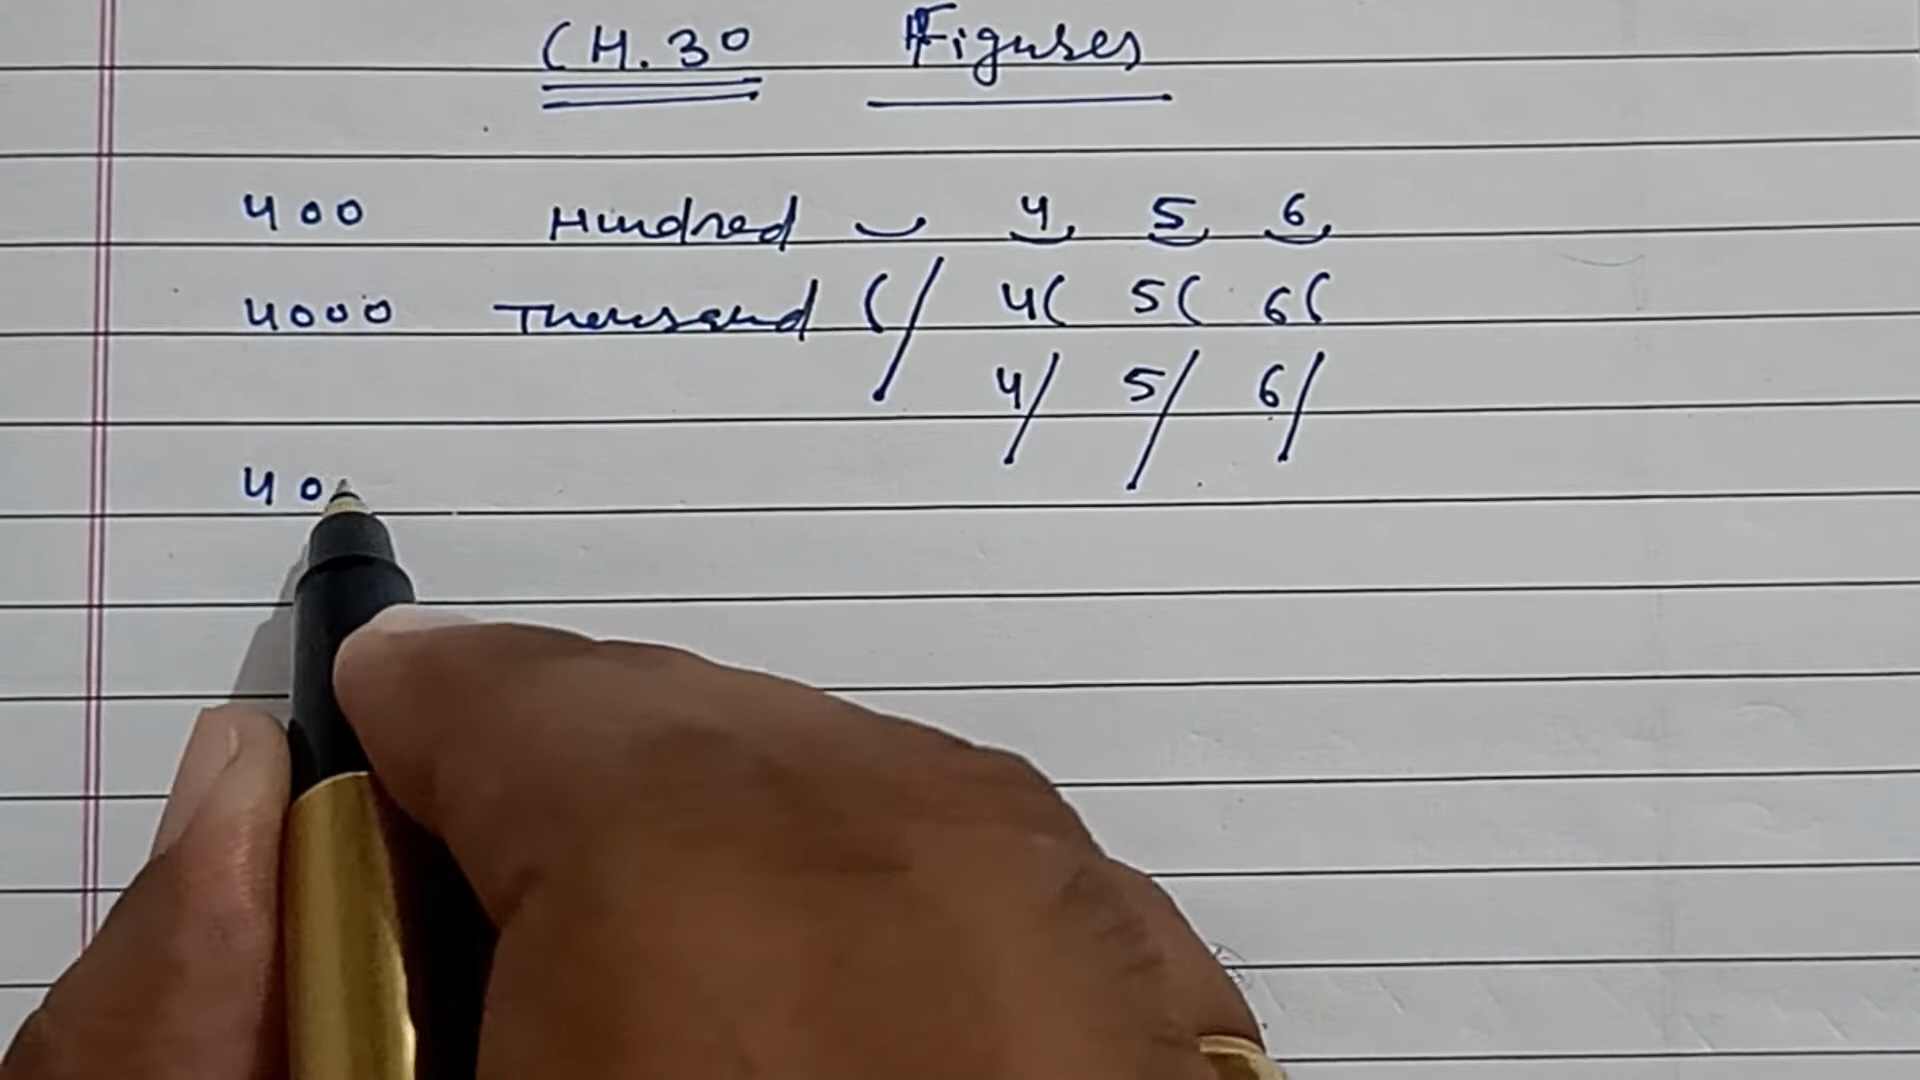 CH.30 Figures
400 Hundred 4 5 6
4000 Thousand ( / 4( 5( 6(
4/ 5/ 6/
40